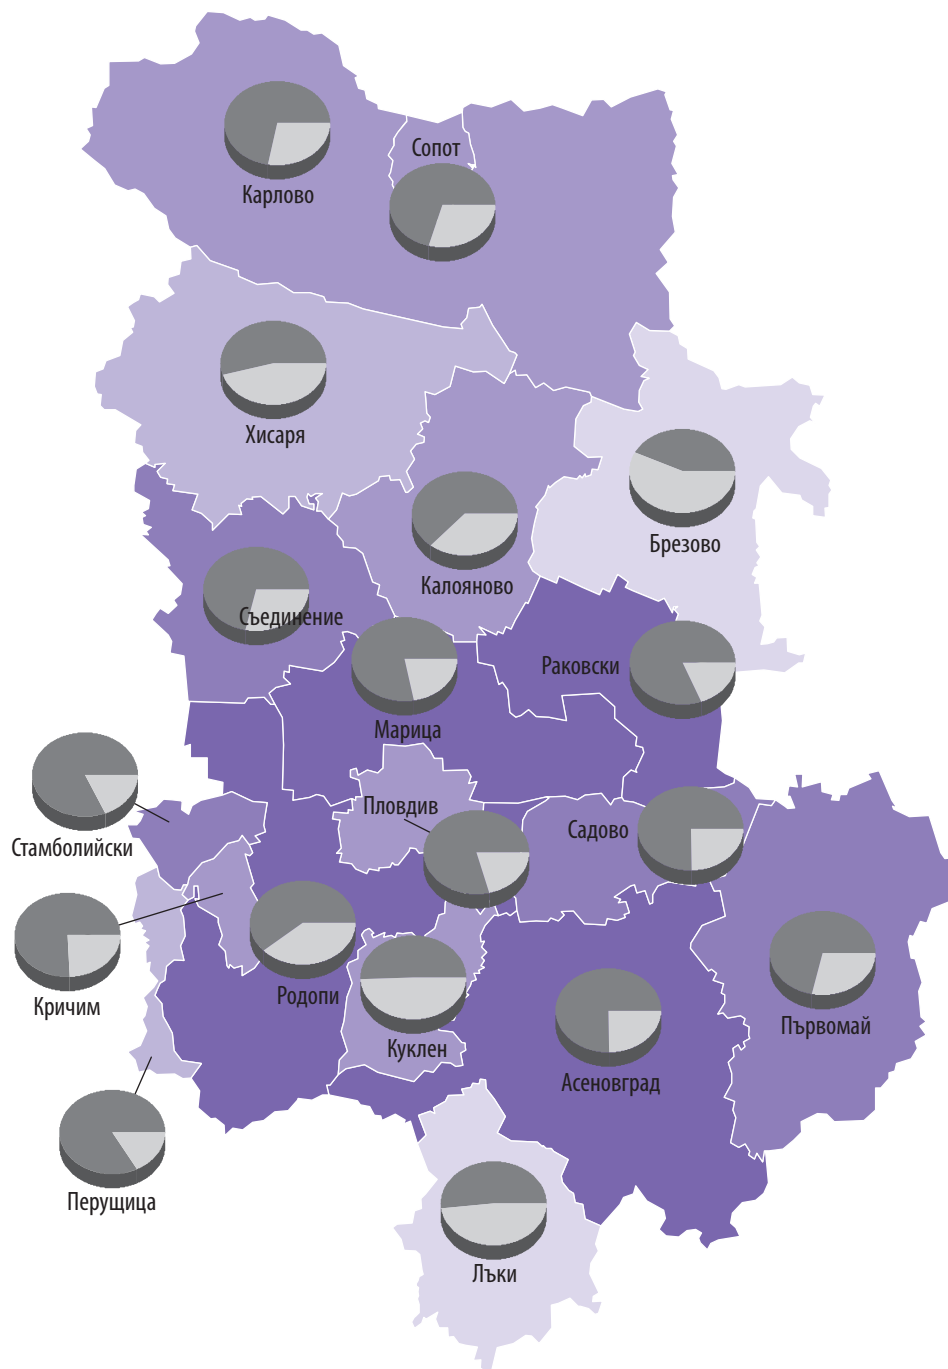 Сопот
Карлово
Хисаря
Брезово
Калояново
Съединение
Раковски
Марица
Пловдив
Садово
Стамболийски
Кричим
Родопи
Куклен
Първомай
Асеновград
Перущица
Лъки